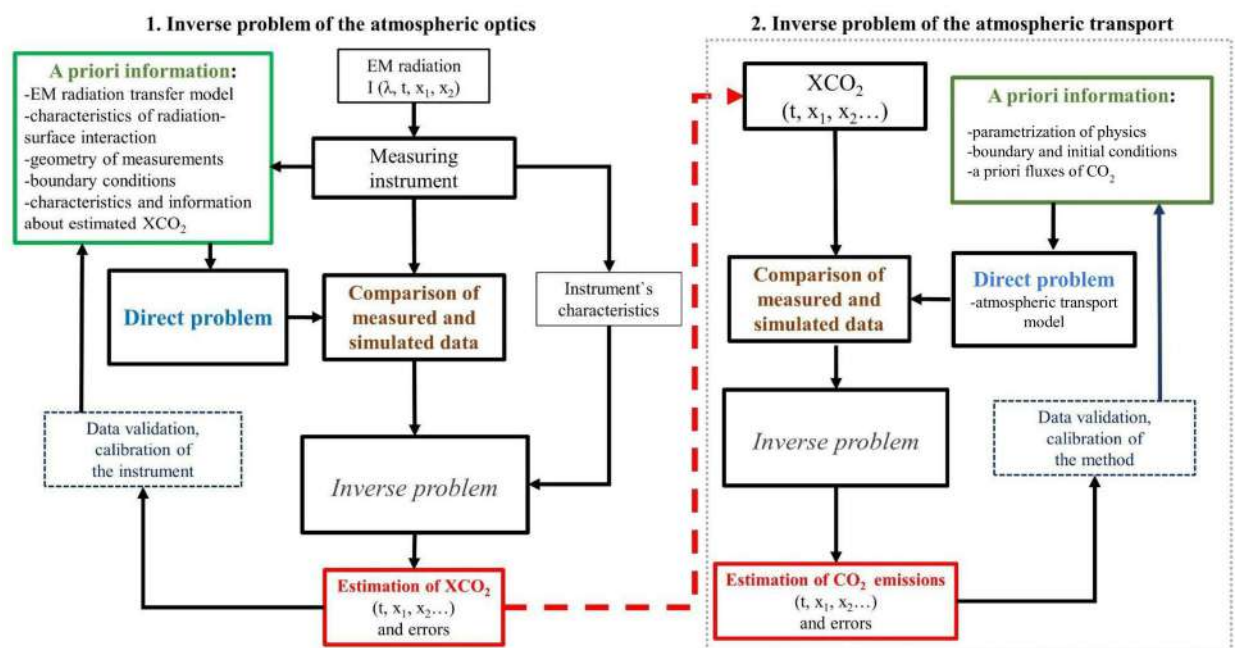 1. Inverse problem of the atmospheric optics
A priori information:
-EM radiation transfer model
-characteristics of radiation-
surface interaction
-geometry of measurements
-boundary conditions
-characteristics and information
about estimated XCO₂
EM radiation
I (λ, t, x₁, x₂)
Measuring
instrument
Direct problem
Comparison of
measured and
simulated data
Instrument`s
characteristics
Data validation,
calibration of
the instrument
Inverse problem
Estimation of XCO₂
(t, x₁, x₂…)
and errors
2. Inverse problem of the atmospheric transport
XCO₂
(t, x₁, x₂…)
A priori information:
-parametrization of physics
-boundary and initial conditions
-a priori fluxes of CO₂
Comparison of
measured and
simulated data
Direct problem
-atmospheric transport
model
Inverse problem
Data validation,
calibration of
the method
Estimation of CO₂ emissions
(t, x₁, x₂…)
and errors